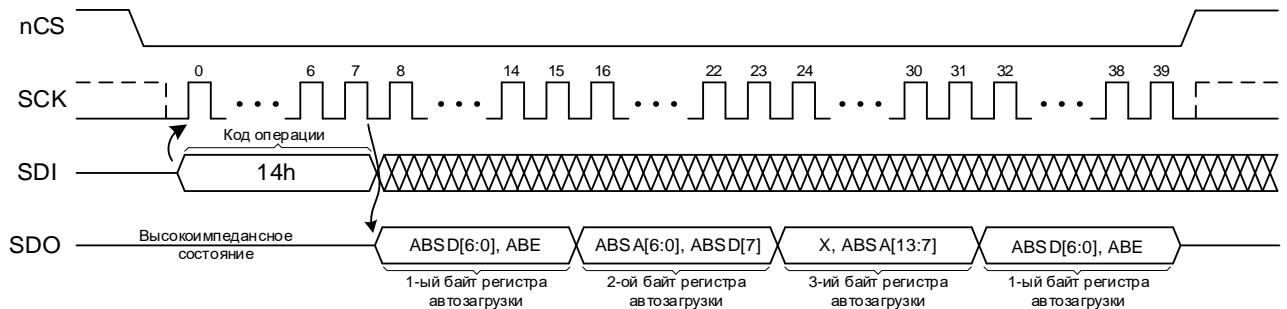 nCS
0 6 7 8 14 15 16 22 23 24 30 31 32 38 39
SCK
Код операции
SDI
14h
Высокоимпедансное
состояние
SDO
ABSD[6:0], ABE
ABSA[6:0], ABSD[7]
X, ABSA[13:7]
ABSD[6:0], ABE
1-ый байт регистра
автозагрузки
2-ой байт регистра
автозагрузки
3-ий байт регистра
автозагрузки
1-ый байт регистра
автозагрузки